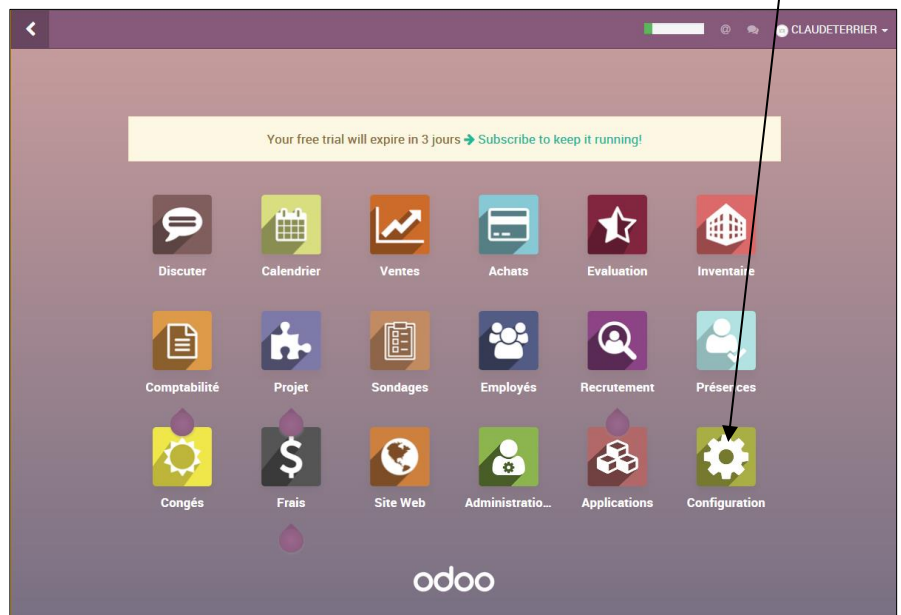 @ CLAUDETERRIER
Your free trial will expire in 3 jours → Subscribe to keep it running!
Discuter Calendrier Ventes Achats Evaluation Inventaire
Comptabilité Projet Sondages Employés Recrutement Présences
Congés Frais Site Web Administratio... Applications Configuration
odoo